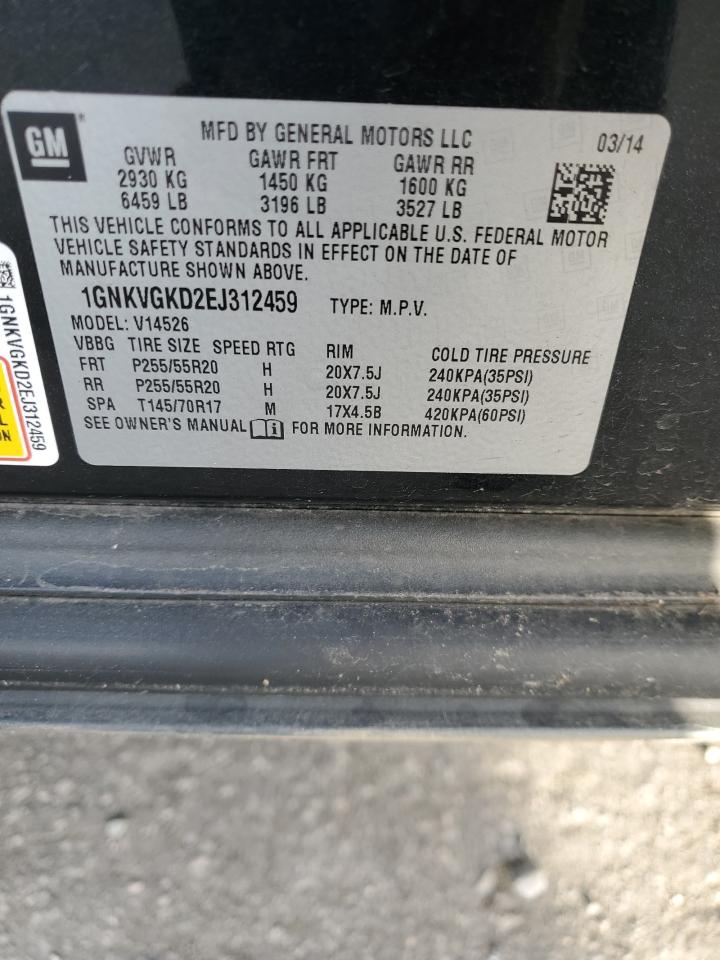 GM
MFD BY GENERAL MOTORS LLC 03/14
GVWR GAWR FRT GAWR RR
2930 KG 1450 KG 1600 KG
6459 LB 3196 LB 3527 LB
THIS VEHICLE CONFORMS TO ALL APPLICABLE U.S. FEDERAL MOTOR
VEHICLE SAFETY STANDARDS IN EFFECT ON THE DATE OF
MANUFACTURE SHOWN ABOVE.
1GNKVGKD2EJ312459 TYPE: M.P.V.
MODEL: V14526
VBBG TIRE SIZE SPEED RTG RIM COLD TIRE PRESSURE
FRT P255/55R20 H 20X7.5J 240KPA(35PSI)
RR P255/55R20 H 20X7.5J 240KPA(35PSI)
SPA T145/70R17 M 17X4.5B 420KPA(60PSI)
SEE OWNER'S MANUAL FOR MORE INFORMATION.
1GNKVGKD2EJ312459